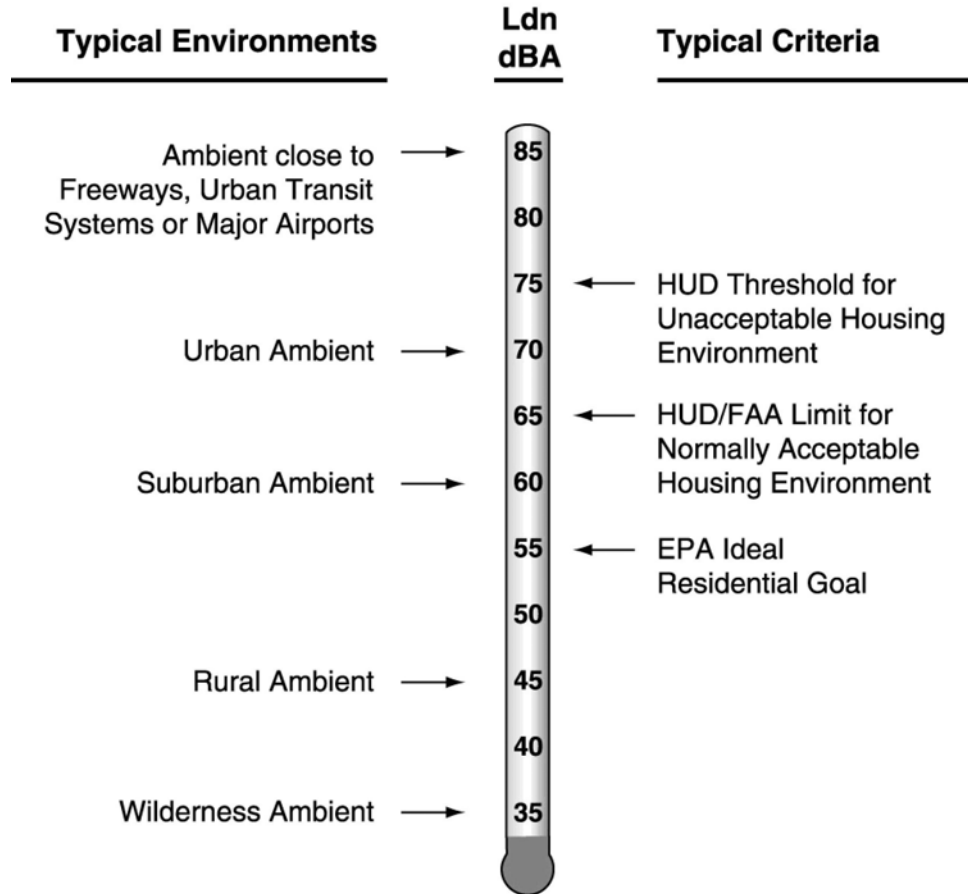 Typical Environments
Ldn
dBA
Typical Criteria
Ambient close to
Freeways, Urban Transit
Systems or Major Airports
85
80
75
HUD Threshold for
Unacceptable Housing
Environment
Urban Ambient
70
65
HUD/FAA Limit for
Normally Acceptable
Housing Environment
Suburban Ambient
60
55
EPA Ideal
Residential Goal
50
Rural Ambient
45
40
Wilderness Ambient
35